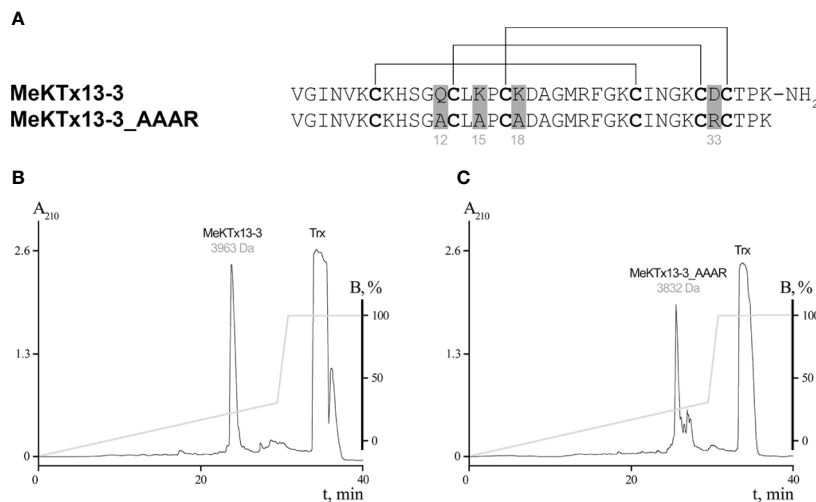 A
MeKTx13-3 VGINVKCKHSGQCLKPCKDAGMRFGKCINGKCDCTPK-NH2
MeKTx13-3_AAAR VGINVKCKHSGACLAPCADAGMRFGKCINGKCRCTPK
12 15 18 33
B
A210
2.6
1.3
0
MeKTx13-3
3963 Da
Trx
B, %
100
50
0
0 20 40
t, min
C
A210
2.6
1.3
0
MeKTx13-3_AAAR
3832 Da
Trx
B, %
100
50
0
0 20 40
t, min